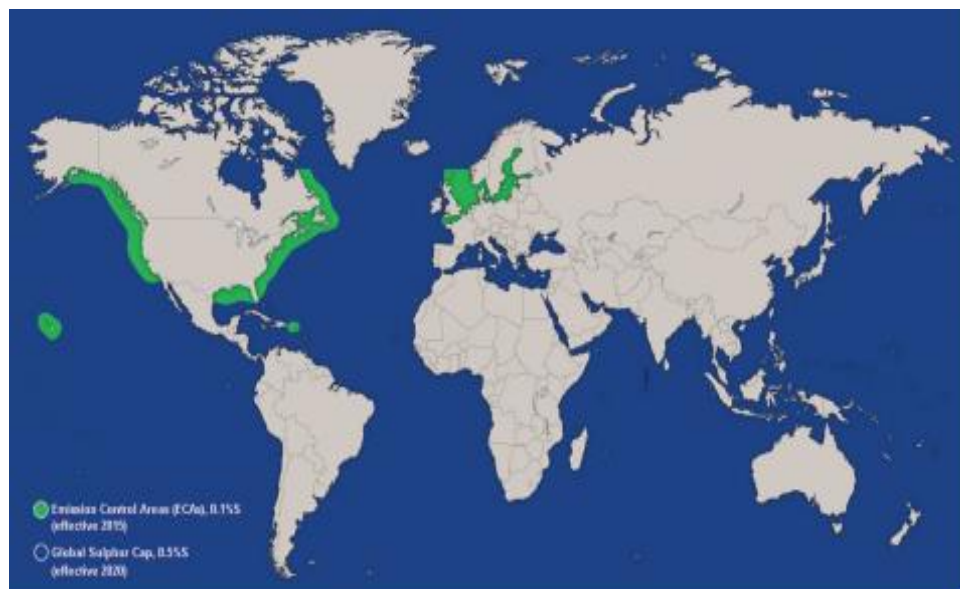 Emission Control Areas (ECAs), 0.1%S
(effective 2015)
Global Sulphur Cap, 0.5%S
(effective 2020)